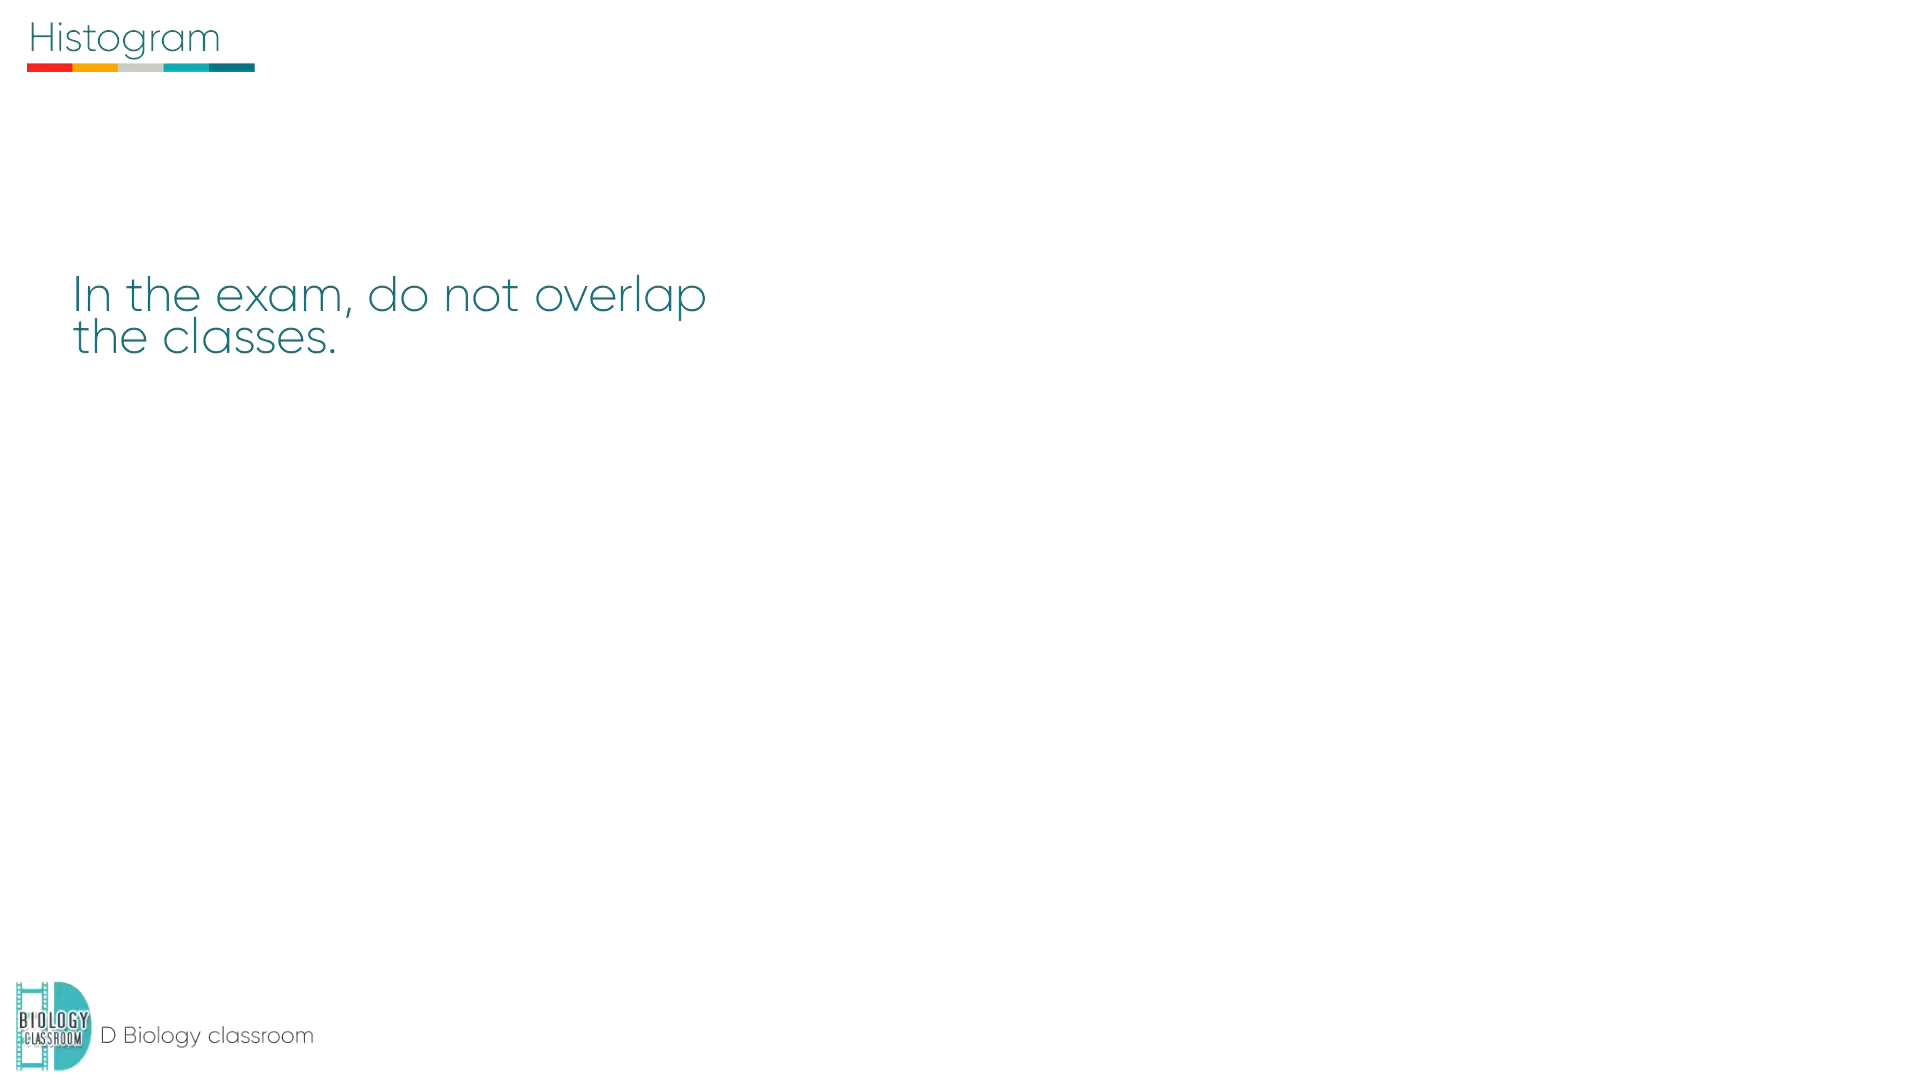 Histogram
In the exam, do not overlap
the classes.
BIOLOGY
CLASSROOM
D Biology classroom